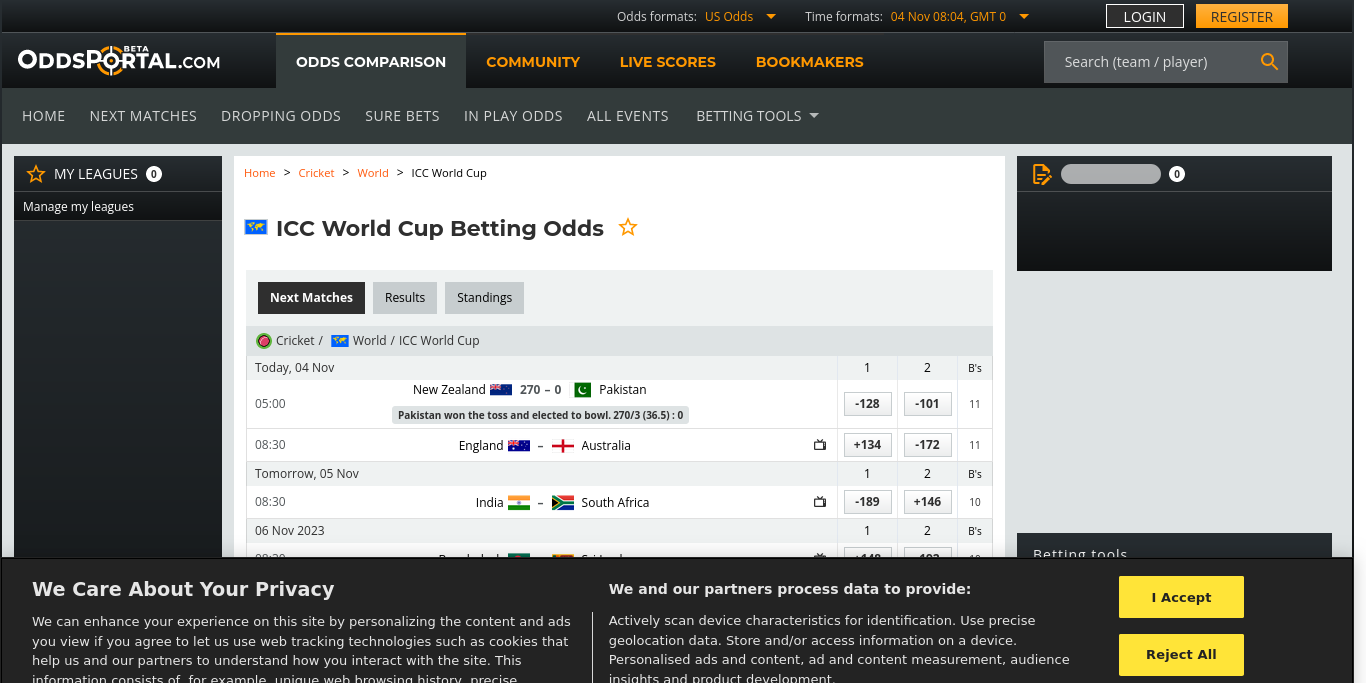 Odds formats: US Odds
Time formats: 04 Nov 08:04, GMT 0
LOGIN
REGISTER
ODDSPORTAL.COM
BETA
ODDS COMPARISON
COMMUNITY
LIVE SCORES
BOOKMAKERS
Search (team / player)
HOME
NEXT MATCHES
DROPPING ODDS
SURE BETS
IN PLAY ODDS
ALL EVENTS
BETTING TOOLS
MY LEAGUES 0
Manage my leagues
Home > Cricket > World > ICC World Cup
ICC World Cup Betting Odds
Next Matches
Results
Standings
Cricket / World / ICC World Cup
Today, 04 Nov 1 2 B's
New Zealand 270 – 0 Pakistan
05:00 -128 -101 11
Pakistan won the toss and elected to bowl. 270/3 (36.5) : 0
08:30 England – Australia +134 -172 11
Tomorrow, 05 Nov 1 2 B's
08:30 India – South Africa -189 +146 10
06 Nov 2023 1 2 B's
0
Betting tools
We Care About Your Privacy
We can enhance your experience on this site by personalizing the content and ads
you view if you agree to let us use web tracking technologies such as cookies that
help us and our partners to understand how you interact with the site. This
information consists of, for example, unique web browsing history, precise
We and our partners process data to provide:
Actively scan device characteristics for identification. Use precise
geolocation data. Store and/or access information on a device.
Personalised ads and content, ad and content measurement, audience
insights and product development.
I Accept
Reject All